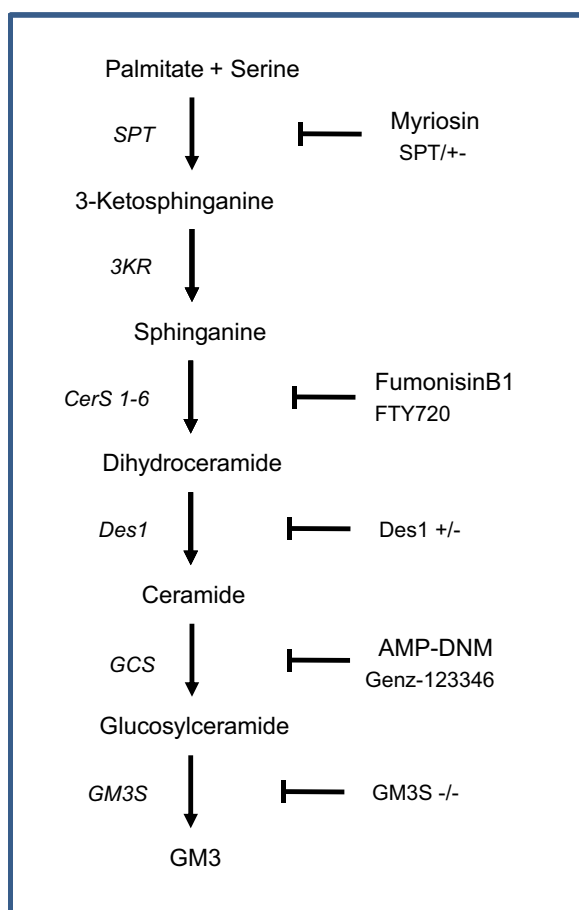 Palmitate + Serine
SPT
Myriosin
SPT/+-
3-Ketosphinganine
3KR
Sphinganine
CerS 1-6
FumonisinB1
FTY720
Dihydroceramide
Des1
Des1 +/-
Ceramide
GCS
AMP-DNM
Genz-123346
Glucosylceramide
GM3S
GM3S -/-
GM3